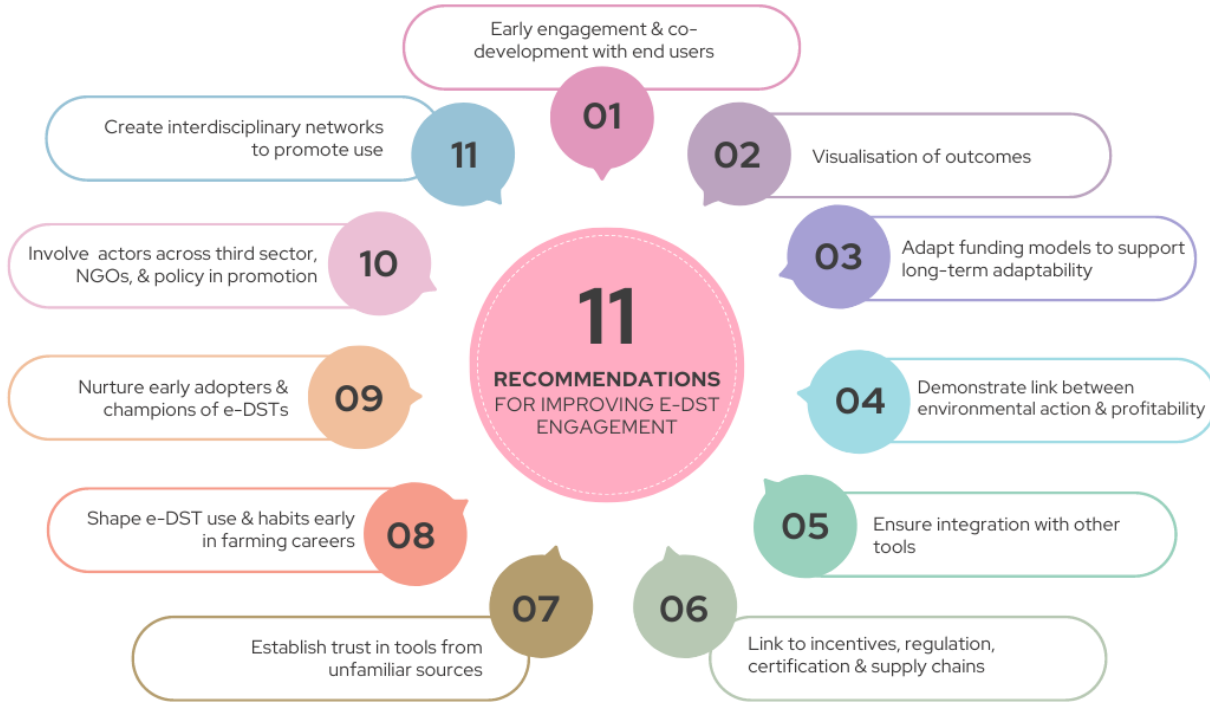 11
RECOMMENDATIONS
FOR IMPROVING E-DST
ENGAGEMENT
01
Early engagement & co-
development with end users
02
Visualisation of outcomes
03
Adapt funding models to support
long-term adaptability
04
Demonstrate link between
environmental action & profitability
05
Ensure integration with other
tools
06
Link to incentives, regulation,
certification & supply chains
07
Establish trust in tools from
unfamiliar sources
08
Shape e-DST use & habits early
in farming careers
09
Nurture early adopters &
champions of e-DSTs
10
Involve actors across third sector,
NGOs, & policy in promotion
11
Create interdisciplinary networks
to promote use